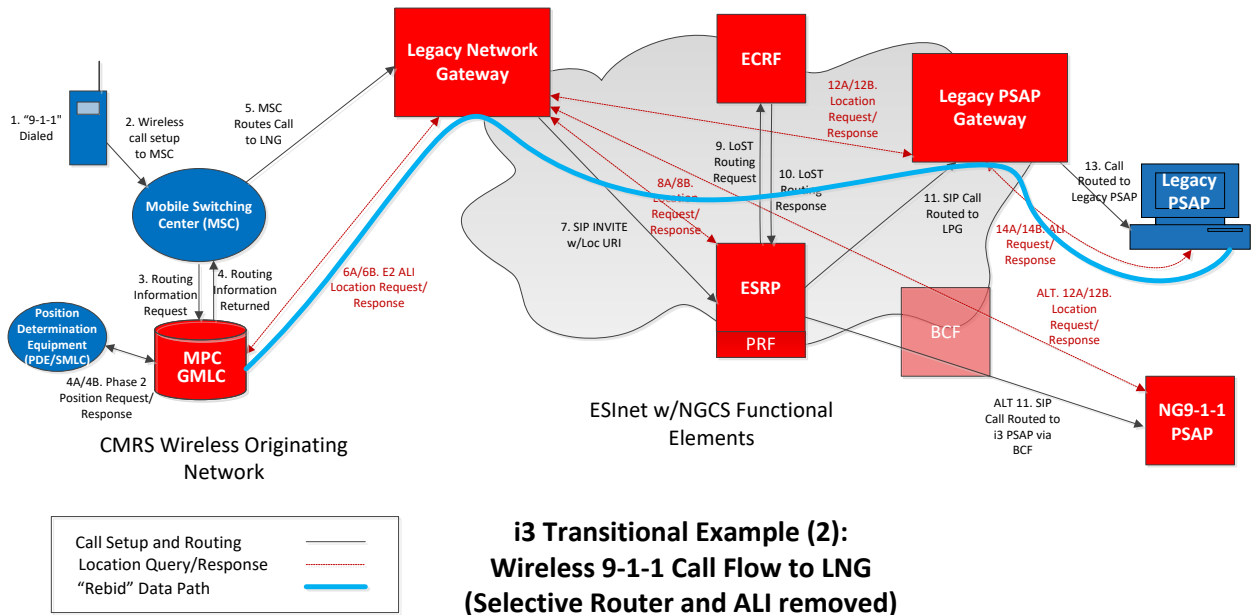 1. “9-1-1”
Dialed
2. Wireless
call setup
to MSC
5. MSC
Routes Call
to LNG
Legacy Network
Gateway
ECRF
12A/12B.
Location
Request/
Response
Legacy PSAP
Gateway
Mobile Switching
Center (MSC)
9. LoST
Routing
Request
10. LoST
Routing
Response
8A/8B.
Location
Request/
Response
7. SIP INVITE
w/Loc URI
11. SIP Call
Routed to
LPG
13. Call
Routed to
Legacy PSAP
Legacy
PSAP
14A/14B. ALI
Request/
Response
3. Routing
Information
Request
4. Routing
Information
Returned
6A/6B. E2 ALI
Location Request/
Response
ESRP
PRF
BCF
ALT. 12A/12B.
Location
Request/
Response
Position
Determination
Equipment
(PDE/SMLC)
MPC
GMLC
4A/4B. Phase 2
Position Request/
Response
NG9-1-1
PSAP
ALT 11. SIP
Call Routed to
i3 PSAP via
BCF
CMRS Wireless Originating
Network
ESInet w/NGCS Functional
Elements
Call Setup and Routing
Location Query/Response
“Rebid” Data Path
i3 Transitional Example (2):
Wireless 9-1-1 Call Flow to LNG
(Selective Router and ALI removed)